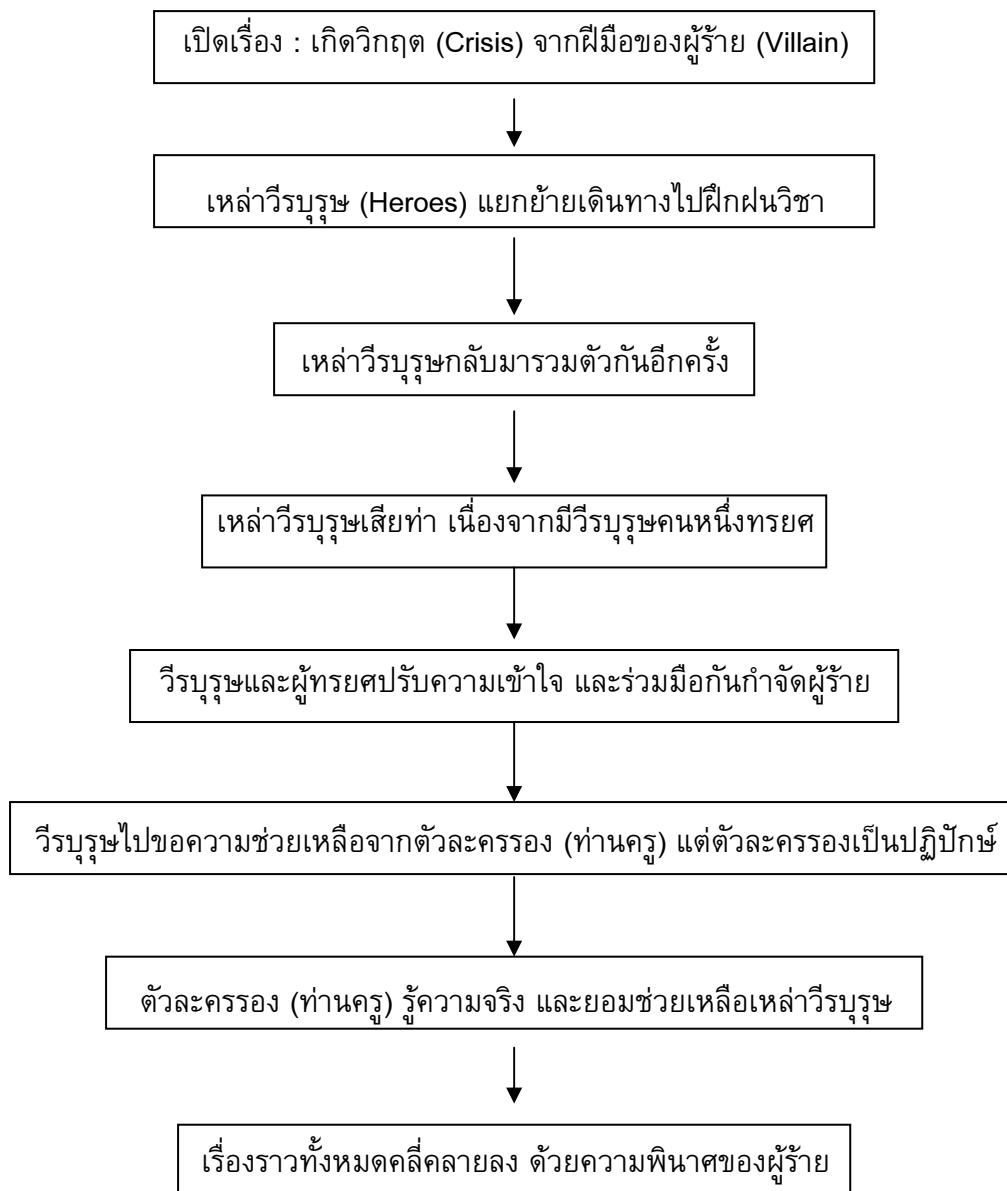 เปิดเรื่อง : เกิดวิกฤต (Crisis) จากฝีมือของผู้ร้าย (Villain)
เหล่าวีรบุรุษ (Heroes) แยกย้ายเดินทางไปฝึกฝนวิชา
เหล่าวีรบุรุษกลับมารวมตัวกันอีกครั้ง
เหล่าวีรบุรุษเสียท่า เนื่องจากมีวีรบุรุษคนหนึ่งทรยศ
วีรบุรุษและผู้ทรยศปรับความเข้าใจ และร่วมมือกันกำจัดผู้ร้าย
วีรบุรุษไปขอความช่วยเหลือจากตัวละครรอง (ท่านครู) แต่ตัวละครรองเป็นปฏิปักษ์
ตัวละครรอง (ท่านครู) รู้ความจริง และยอมช่วยเหลือเหล่าวีรบุรุษ
เรื่องราวทั้งหมดคลี่คลายลง ด้วยความพินาศของผู้ร้าย